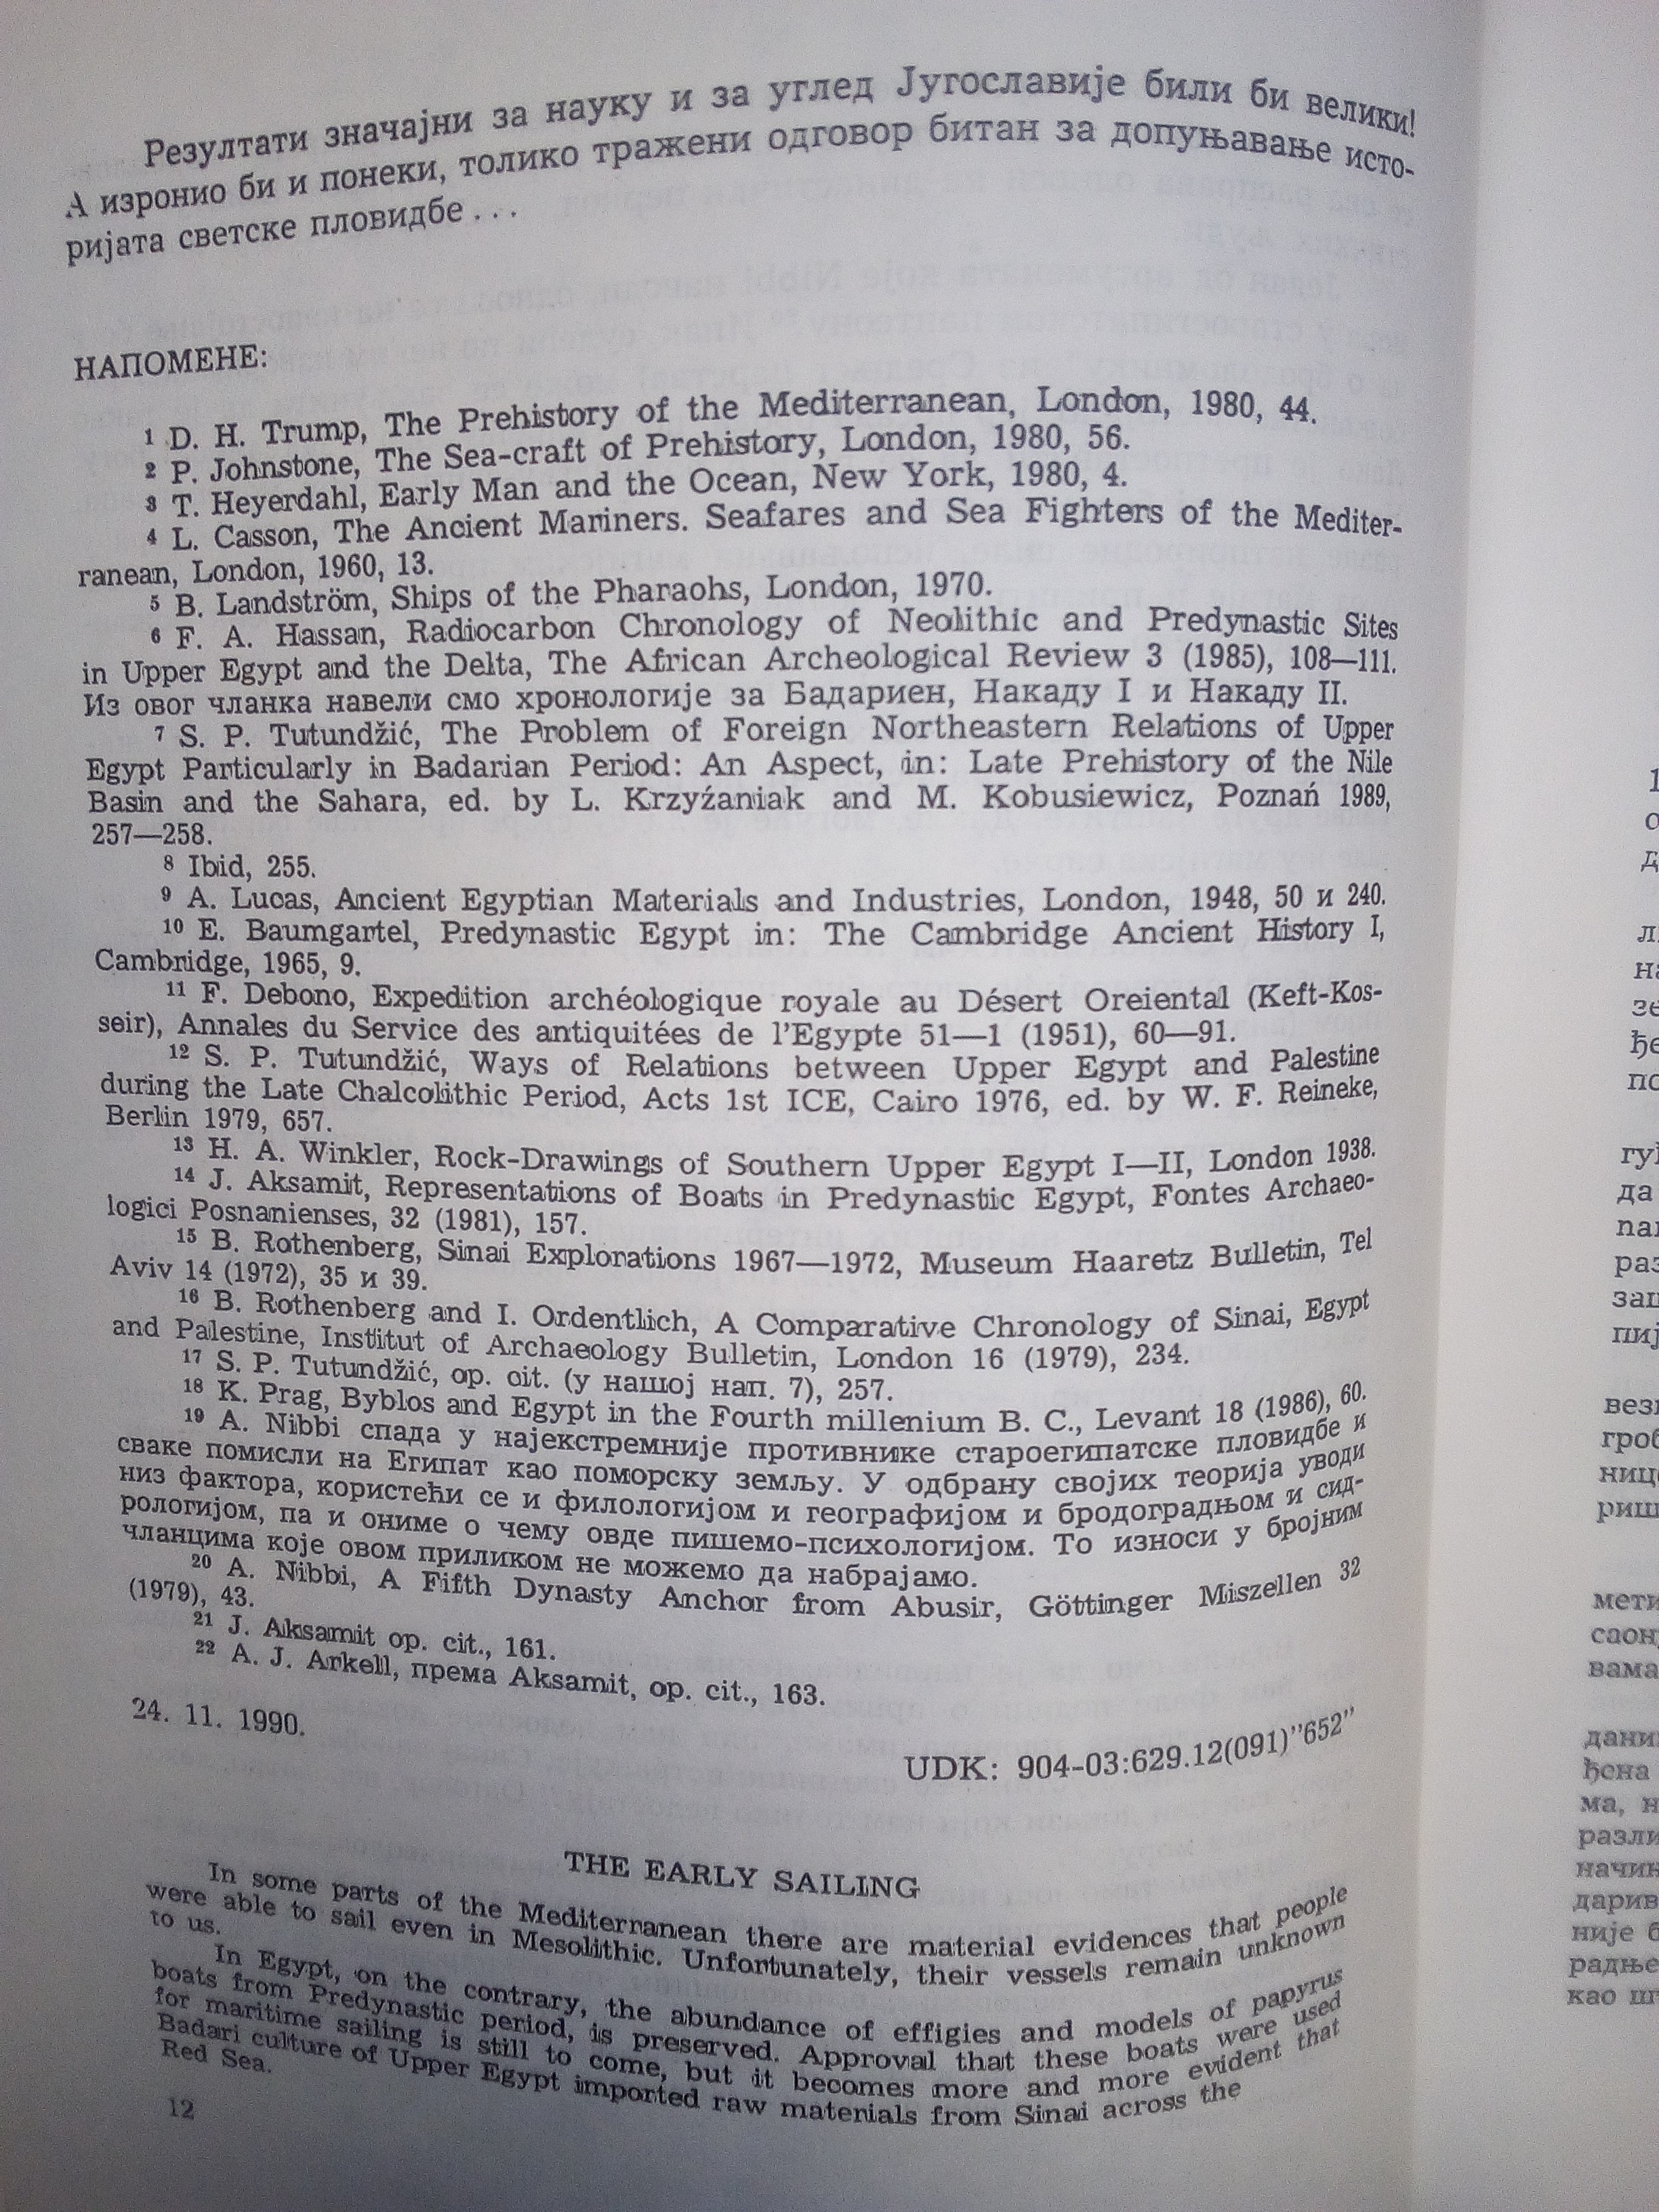 Резултати значајни за науку и за углед Југославије били би велики!
А изронио би и понеки, толико тражени одговор битан за допуњавање исто-
ријата светске пловидбе...
НАПОМЕНЕ:
1 D. H. Trump, The Prehistory of the Mediterranean, London, 1980, 44.
2 P. Johnstone, The Sea-craft of Prehistory, London, 1980, 56.
3 T. Heyerdahl, Early Man and the Ocean, New York, 1980, 4.
4 L. Casson, The Ancient Mariners. Seafares and Sea Fighters of the Mediter-
ranean, London, 1960, 13.
5 B. Landström, Ships of the Pharaohs, London, 1970.
6 F. A. Hassan, Radiocarbon Chronology of Neolithic and Predynastic Sites
in Upper Egypt and the Delta, The African Archeological Review 3 (1985), 108—111.
Из овог чланка навели смо хронологије за Бадариен, Накаду I и Накаду II.
7 S. P. Tutundžić, The Problem of Foreign Northeastern Relations of Upper
Egypt Particularly in Badarian Period: An Aspect, in: Late Prehistory of the Nile
Basin and the Sahara, ed. by L. Krzyźaniak and M. Kobusiewicz, Poznań 1989,
257—258.
8 Ibid, 255.
9 A. Lucas, Ancient Egyptian Materials and Industries, London, 1948, 50 и 240.
10 E. Baumgartel, Predynastic Egypt in: The Cambridge Ancient History I,
Cambridge, 1965, 9.
11 F. Debono, Expedition archéologique royale au Désert Oreiental (Keft-Kos-
seir), Annales du Service des antiquitées de l'Egypte 51—1 (1951), 60—91.
12 S. P. Tutundžić, Ways of Relations between Upper Egypt and Palestine
during the Late Chalcolithic Period, Acts 1st ICE, Cairo 1976, ed. by W. F. Reineke,
Berlin 1979, 657.
13 H. A. Winkler, Rock-Drawings of Southern Upper Egypt I—II, London 1938.
14 J. Aksamit, Representations of Boats in Predynastic Egypt, Fontes Archaeo-
logici Posnanienses, 32 (1981), 157.
15 B. Rothenberg, Sinai Explorations 1967—1972, Museum Haaretz Bulletin, Tel
Aviv 14 (1972), 35 и 39.
16 B. Rothenberg and I. Ordentlich, A Comparative Chronology of Sinai, Egypt
and Palestine, Institut of Archaeology Bulletin, London 16 (1979), 234.
17 S. P. Tutundžić, op. cit. (у нашој нап. 7), 257.
18 K. Prag, Byblos and Egypt in the Fourth millenium B. C., Levant 18 (1986), 60.
19 A. Nibbi спада у најекстремније противнике староегипатске пловидбе и
сваке помисли на Египат као поморску земљу. У одбрану својих теорија уводи
низ фактора, користећи се и филологијом и географијом и бродоградњом и сид-
рологијом, па и ониме о чему овде пишемо-психологијом. То износи у бројним
чланцима које овом приликом не можемо да набрајамо.
20 A. Nibbi, A Fifth Dynasty Anchor from Abusir, Göttinger Miszellen 32
(1979), 43.
21 J. Aksamit op. cit., 161.
22 A. J. Arkell, према Aksamit, op. cit., 163.
24. 11. 1990.
UDK: 904-03:629.12(091)"652"
THE EARLY SAILING
In some parts of the Mediterranean there are material evidences that people
were able to sail even in Mesolithic. Unfortunately, their vessels remain unknown
to us.
In Egypt, on the contrary, the abundance of effigies and models of papyrus
boats from Predynastic period, is preserved. Approval that these boats were used
for maritime sailing is still to come, but it becomes more and more evident that
Badari culture of Upper Egypt imported raw materials from Sinai across the
Red Sea.
12